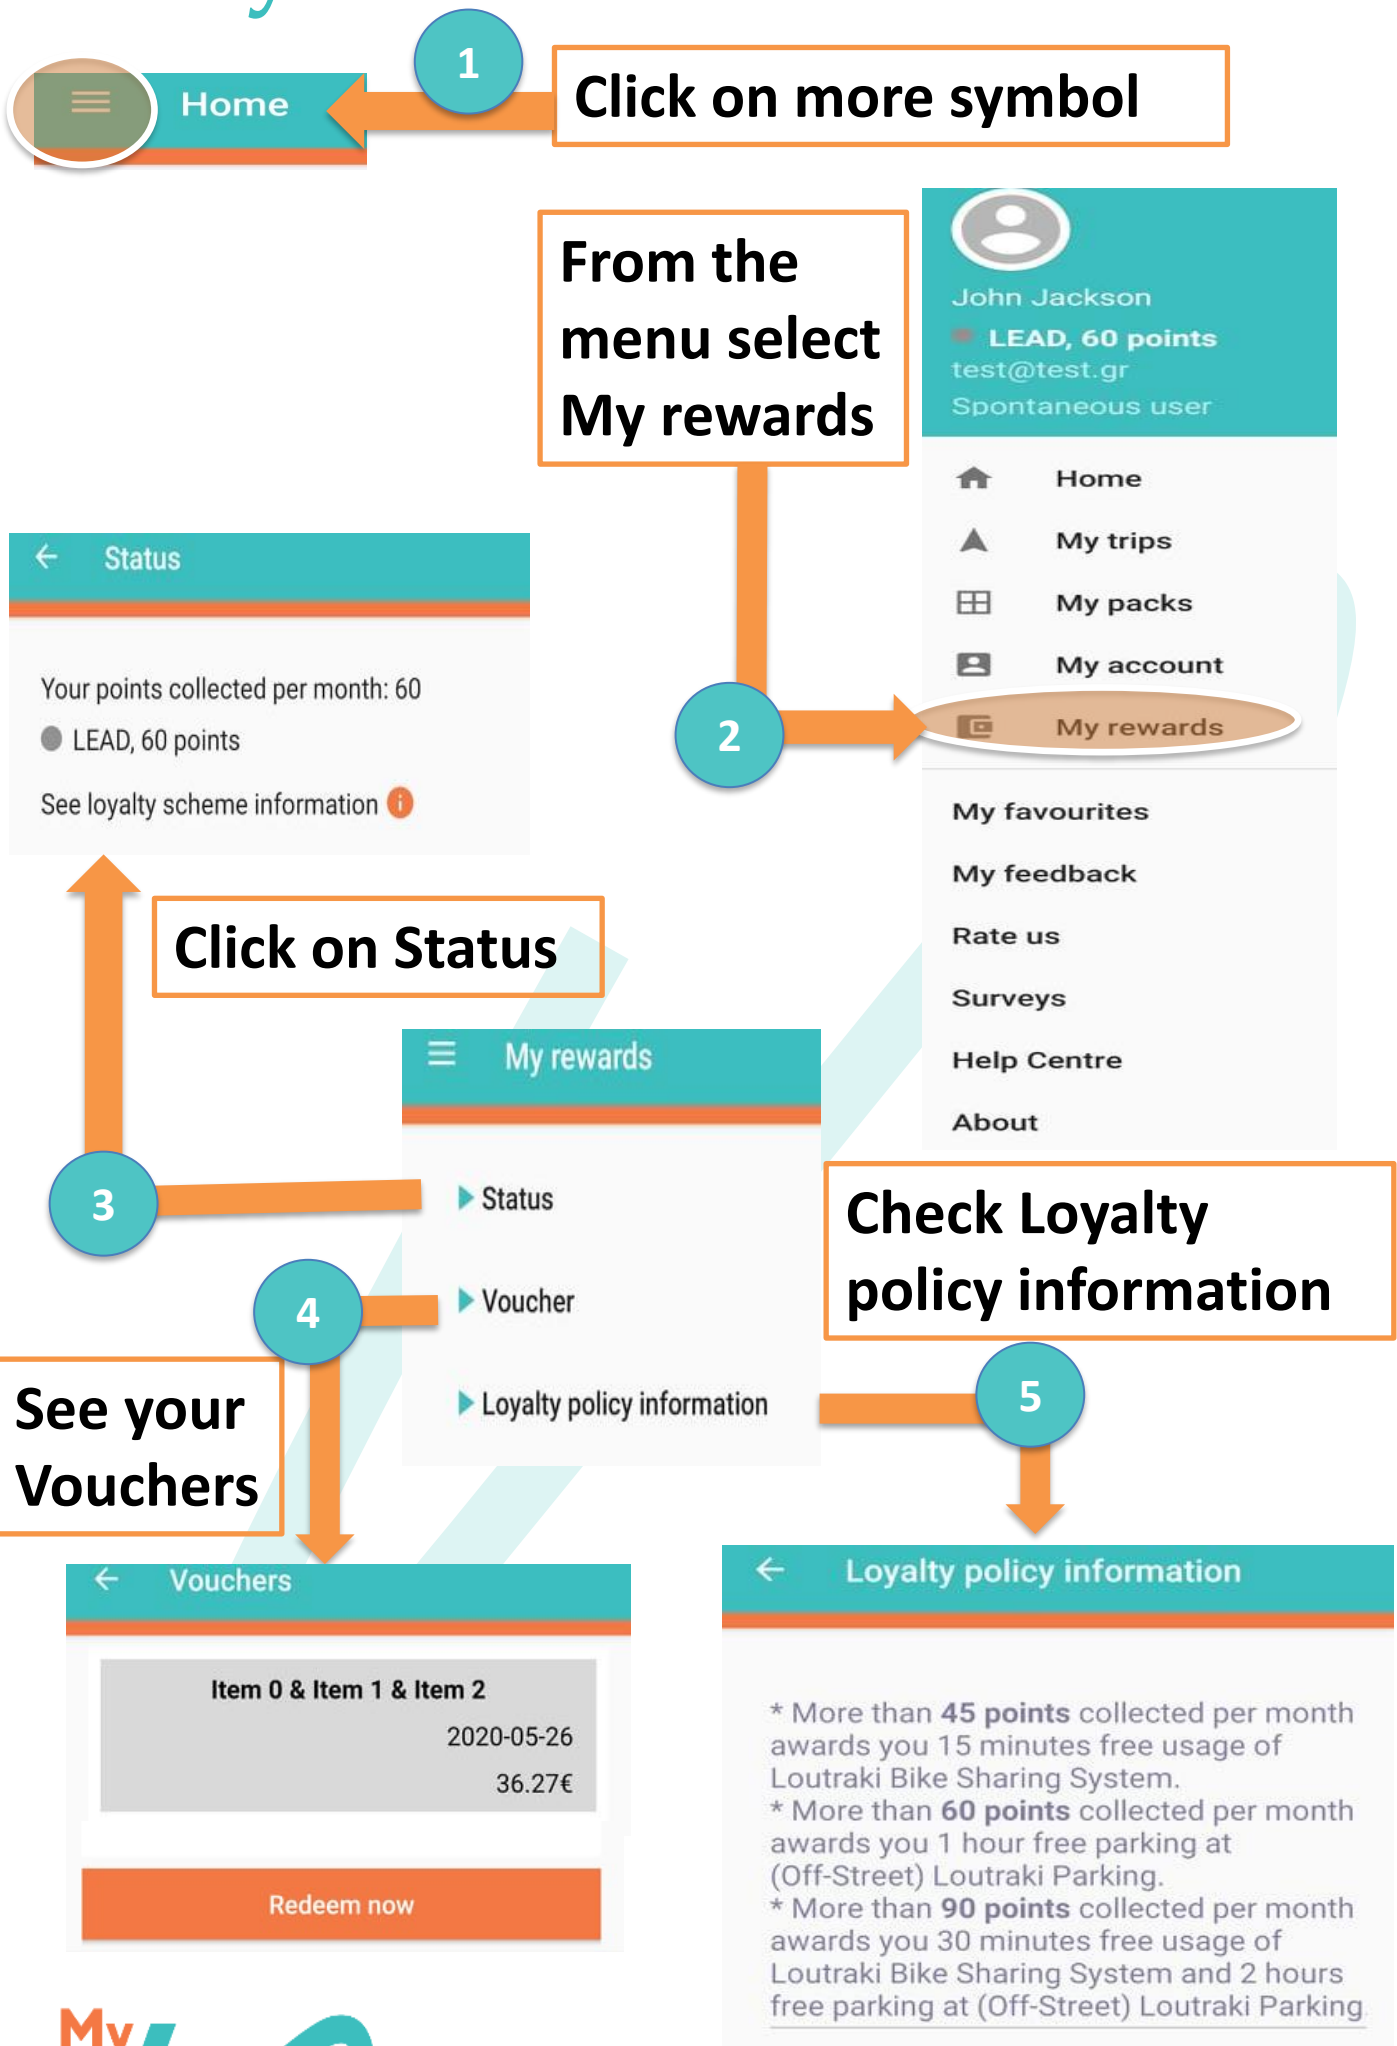 1
Click on more symbol
Home
From the
menu select
My rewards
John Jackson
LEAD, 60 points
test@test.gr
Spontaneous user
Home
My trips
My packs
My account
My rewards
My favourites
My feedback
Rate us
Surveys
Help Centre
About
2
Status
Your points collected per month: 60
LEAD, 60 points
See loyalty scheme information
Click on Status
3
My rewards
Status
Voucher
Loyalty policy information
4
See your
Vouchers
Check Loyalty
policy information
5
Vouchers
Item 0 & Item 1 & Item 2
2020-05-26
36.27€
Redeem now
Loyalty policy information
* More than 45 points collected per month
awards you 15 minutes free usage of
Loutraki Bike Sharing System.
* More than 60 points collected per month
awards you 1 hour free parking at
(Off-Street) Loutraki Parking.
* More than 90 points collected per month
awards you 30 minutes free usage of
Loutraki Bike Sharing System and 2 hours
free parking at (Off-Street) Loutraki Parking
My